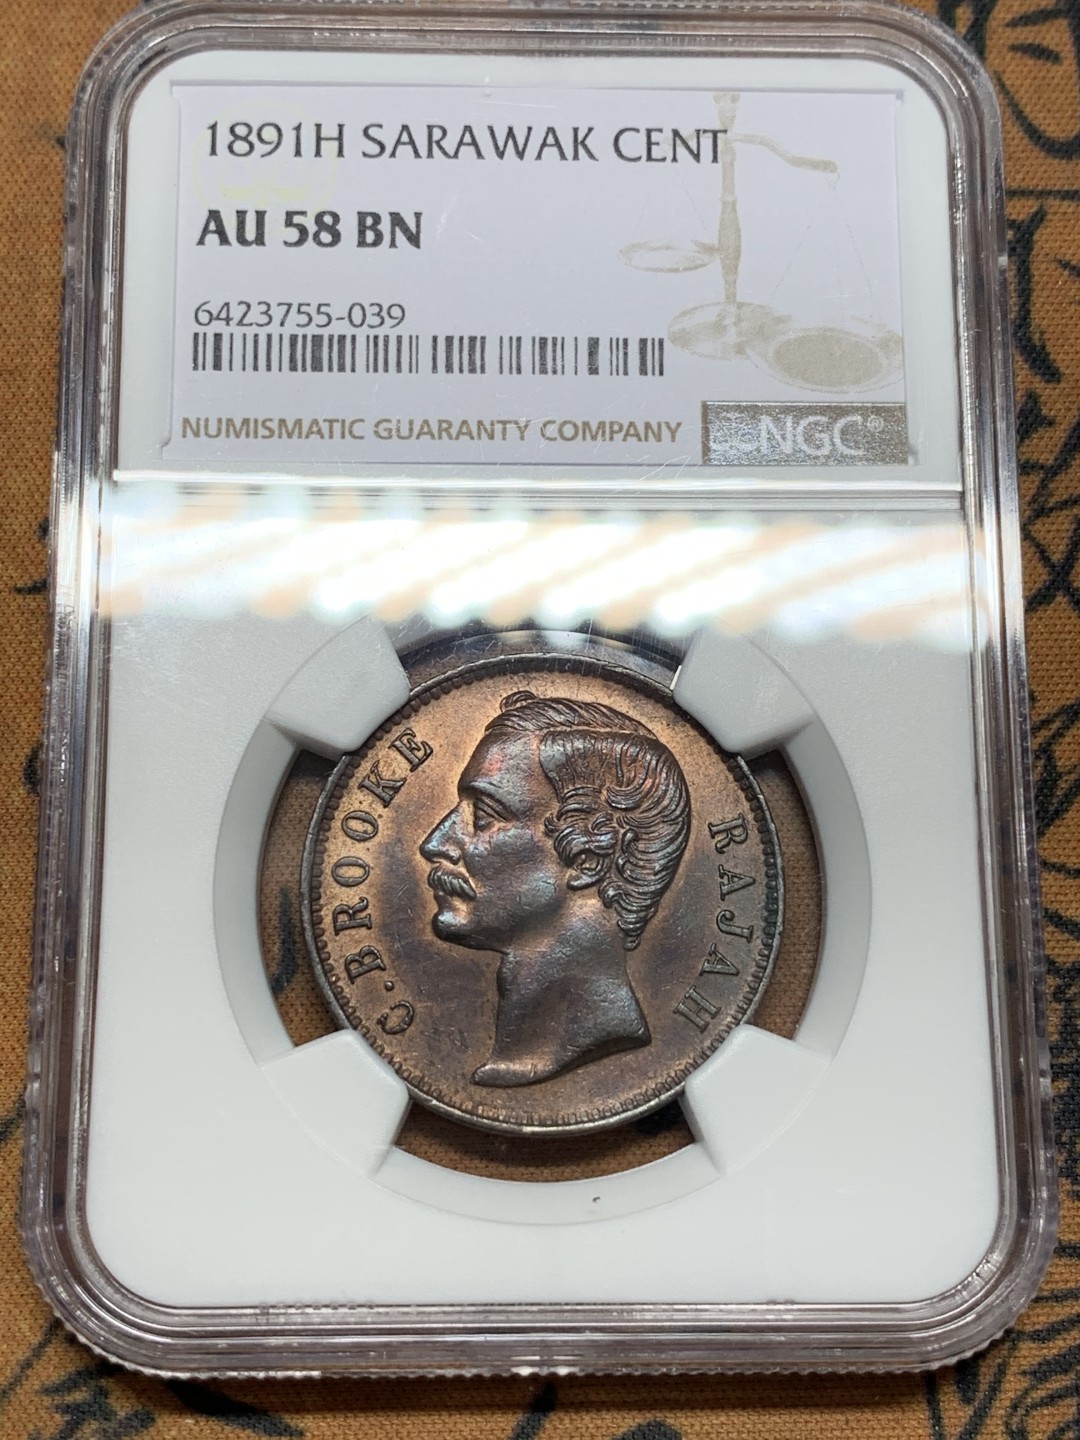 1891H SARAWAK CENT
AU 58 BN
6423755-039
NUMISMATIC GUARANTY COMPANY
NGC®
C. BROOKE RAJAH